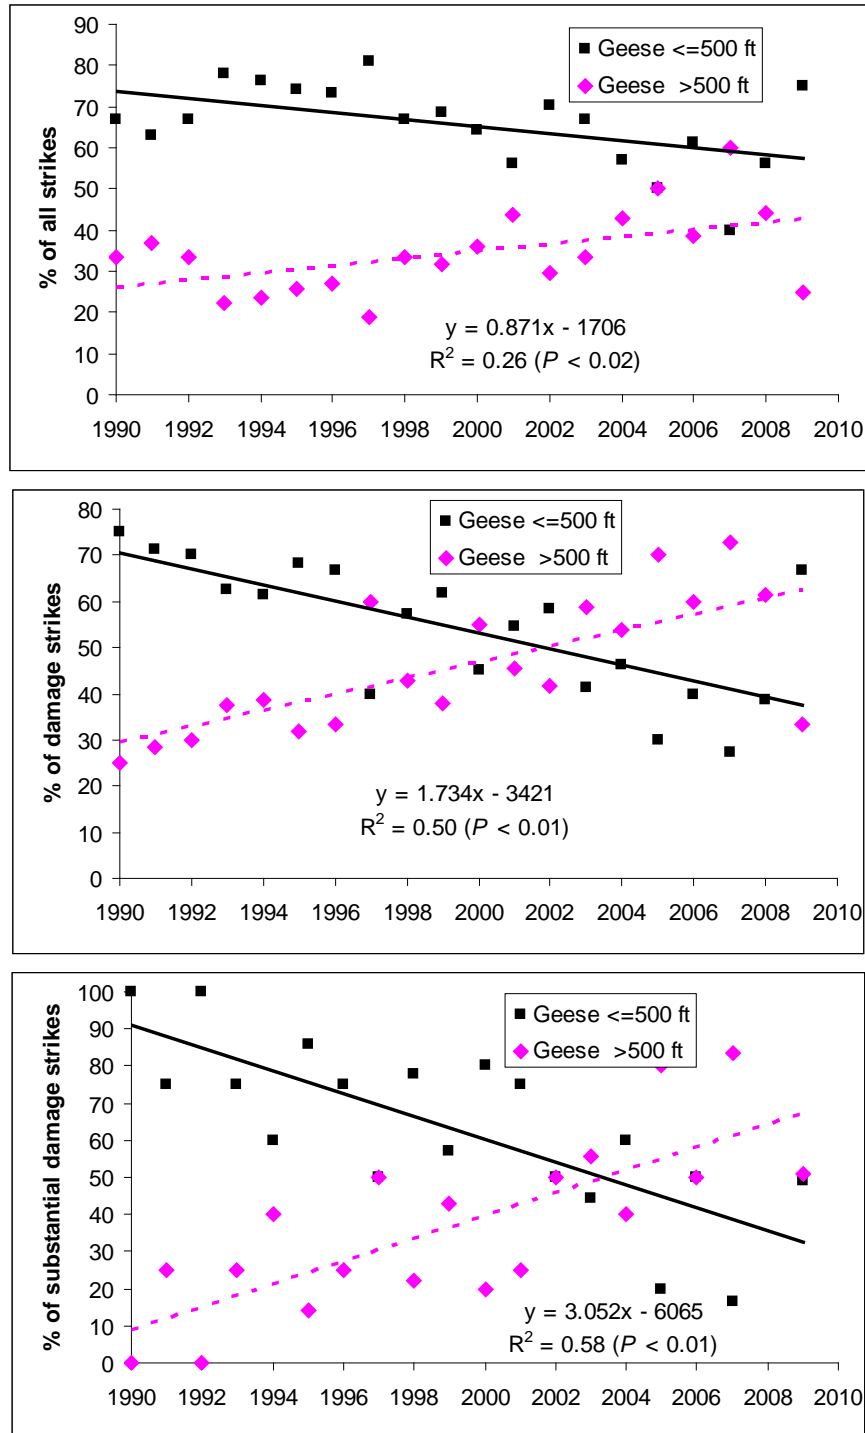 % of all strikes
90
80
70
60
50
40
30
20
10
0
Geese <=500 ft
Geese >500 ft
y = 0.871x - 1706
R² = 0.26 (P < 0.02)
1990 1992 1994 1996 1998 2000 2002 2004 2006 2008 2010
% of damage strikes
80
70
60
50
40
30
20
10
0
Geese <=500 ft
Geese >500 ft
y = 1.734x - 3421
R² = 0.50 (P < 0.01)
1990 1992 1994 1996 1998 2000 2002 2004 2006 2008 2010
% of substantial damage strikes
100
90
80
70
60
50
40
30
20
10
0
Geese <=500 ft
Geese >500 ft
y = 3.052x - 6065
R² = 0.58 (P < 0.01)
1990 1992 1994 1996 1998 2000 2002 2004 2006 2008 2010